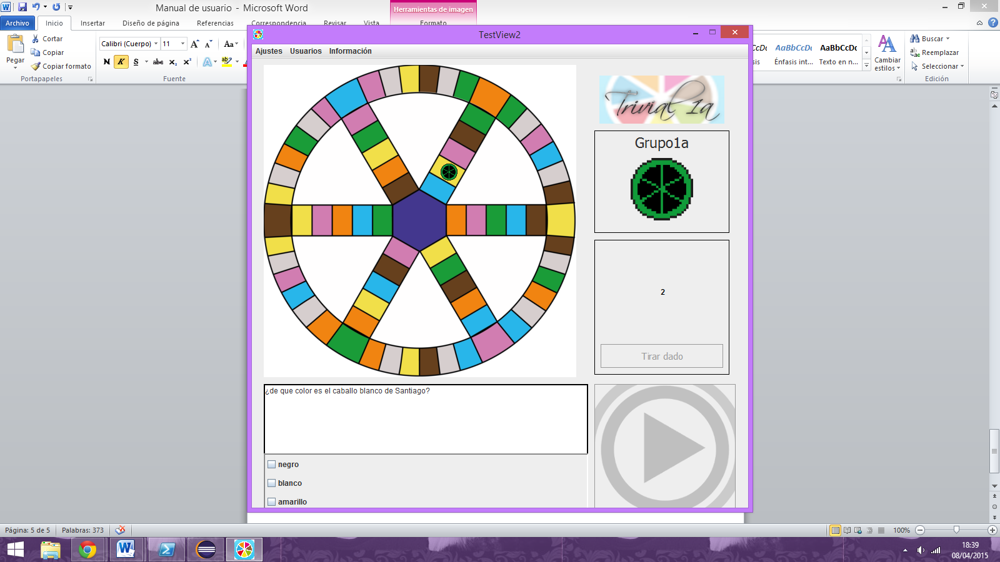 Manual de usuario - Microsoft Word
Herramientas de imagen
Archivo
Inicio
Insertar
Diseño de página
Referencias
Correspondencia
Revisar
Vista
Formato
Pegar
Cortar
Copiar
Copiar formato
Portapapeles
Calibri (Cuerpo)
11
A A Aa
N K S abc x₂ x² A ab
Fuente
AaBbCcDc
AaBbCcDc
Énfasis int...
Texto en n...
Cambiar
estilos
Buscar
Reemplazar
Seleccionar
Edición
TestView2
Ajustes Usuarios Información
Trivial 1a
Grupo1a
2
Tirar dado
¿de que color es el caballo blanco de Santiago?
negro
blanco
amarillo
Página: 5 de 5
Palabras: 373
100%
18:39
08/04/2015